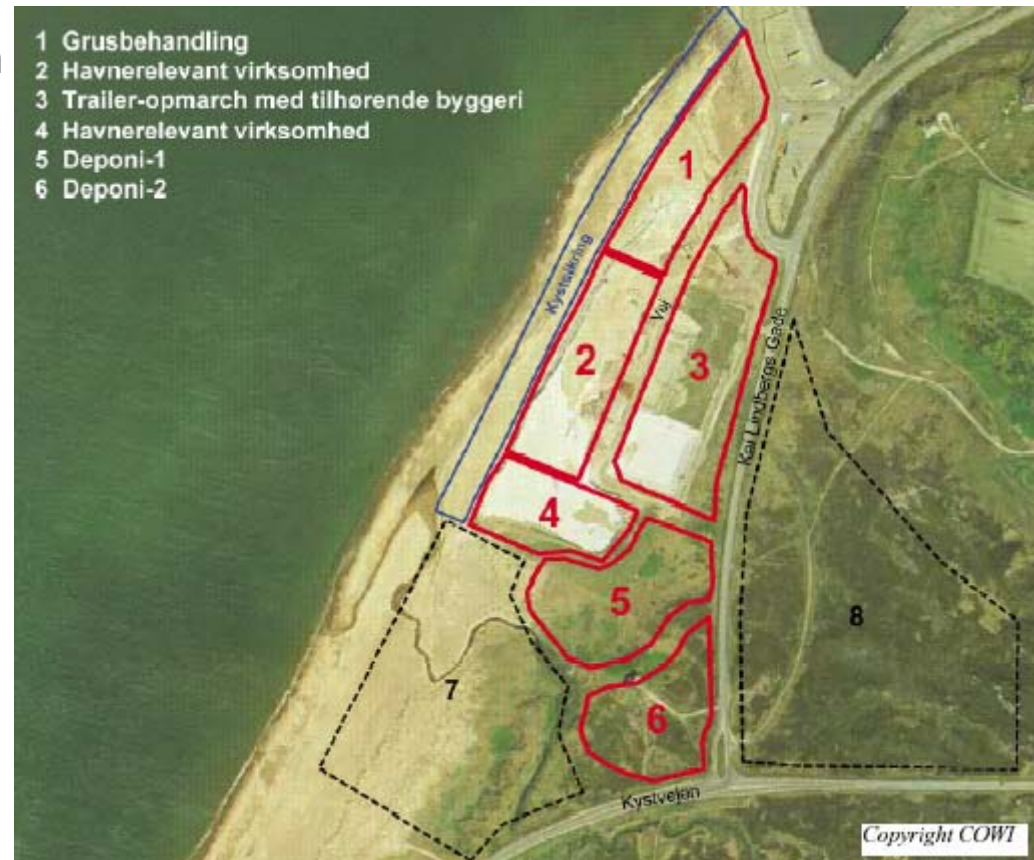 1 Grusbehandling
2 Havnerelevant virksomhed
3 Trailer-opmarch med tilhørende byggeri
4 Havnerelevant virksomhed
5 Deponi-1
6 Deponi-2
1
Kystsikring
Vej
2
3
Kai Lindbergs Gade
4
5
8
7
6
Kystvejen
Copyright COWI